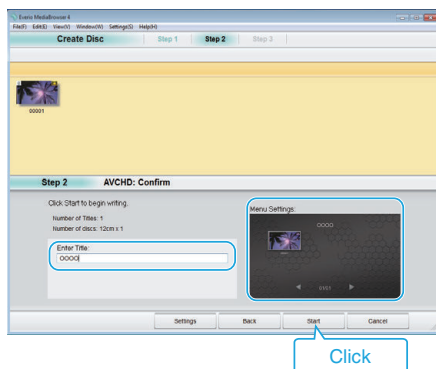 Everio MediaBrowser 4
File(F) Edit(E) View(V) Window(W) Settings(S) Help(H)
Create Disc Step 1 Step 2 Step 3
00001
Step 2 AVCHD: Confirm
Click Start to begin writing.
Number of Titles: 1
Number of discs: 12cm x 1
Menu Settings:
Enter Title:
OOOO
OOOO
01/01
Settings Back Start Cancel
Click